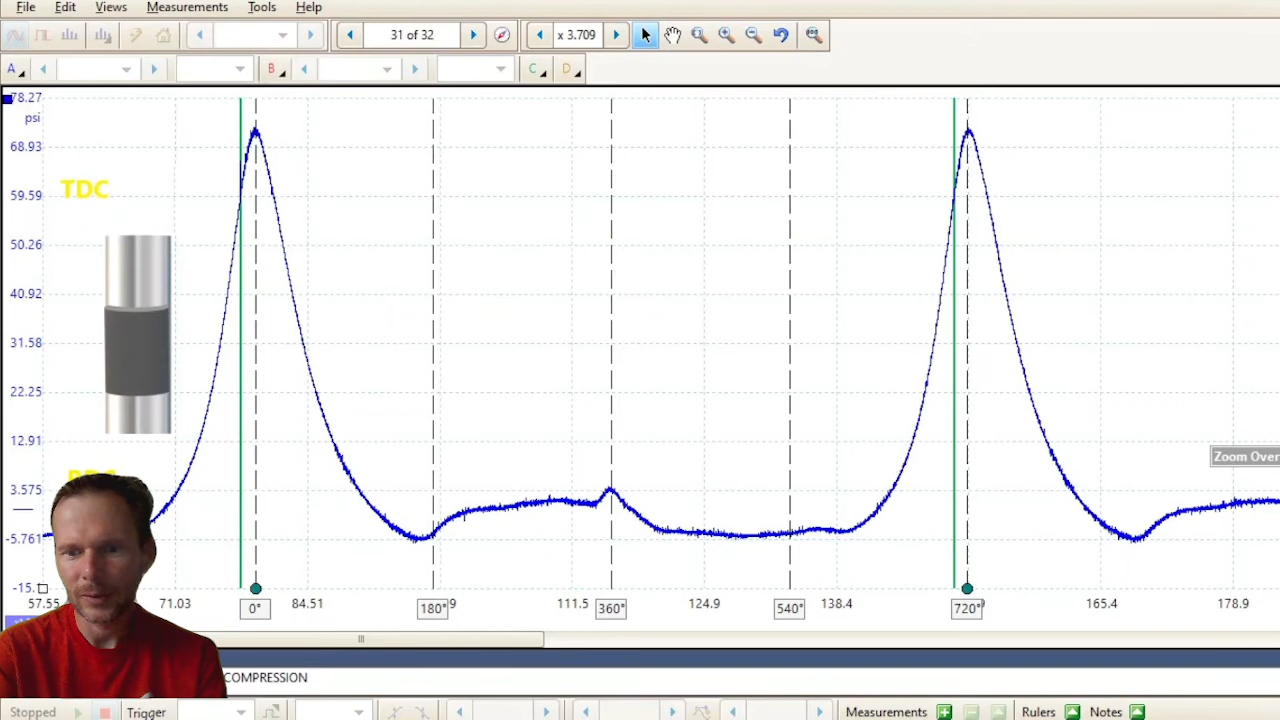 File Edit Views Measurements Tools Help
31 of 32 x 3.709
A B C D
78.27
psi
68.93
TDC
59.59
50.26
40.92
31.58
22.25
12.91
Zoom Over
3.575
-5.761
-15.
57.55 71.03 0° 84.51 180° 9 111.5 360° 124.9 540° 138.4 720° 165.4 178.9
COMPRESSION
Stopped Trigger Measurements Rulers Notes